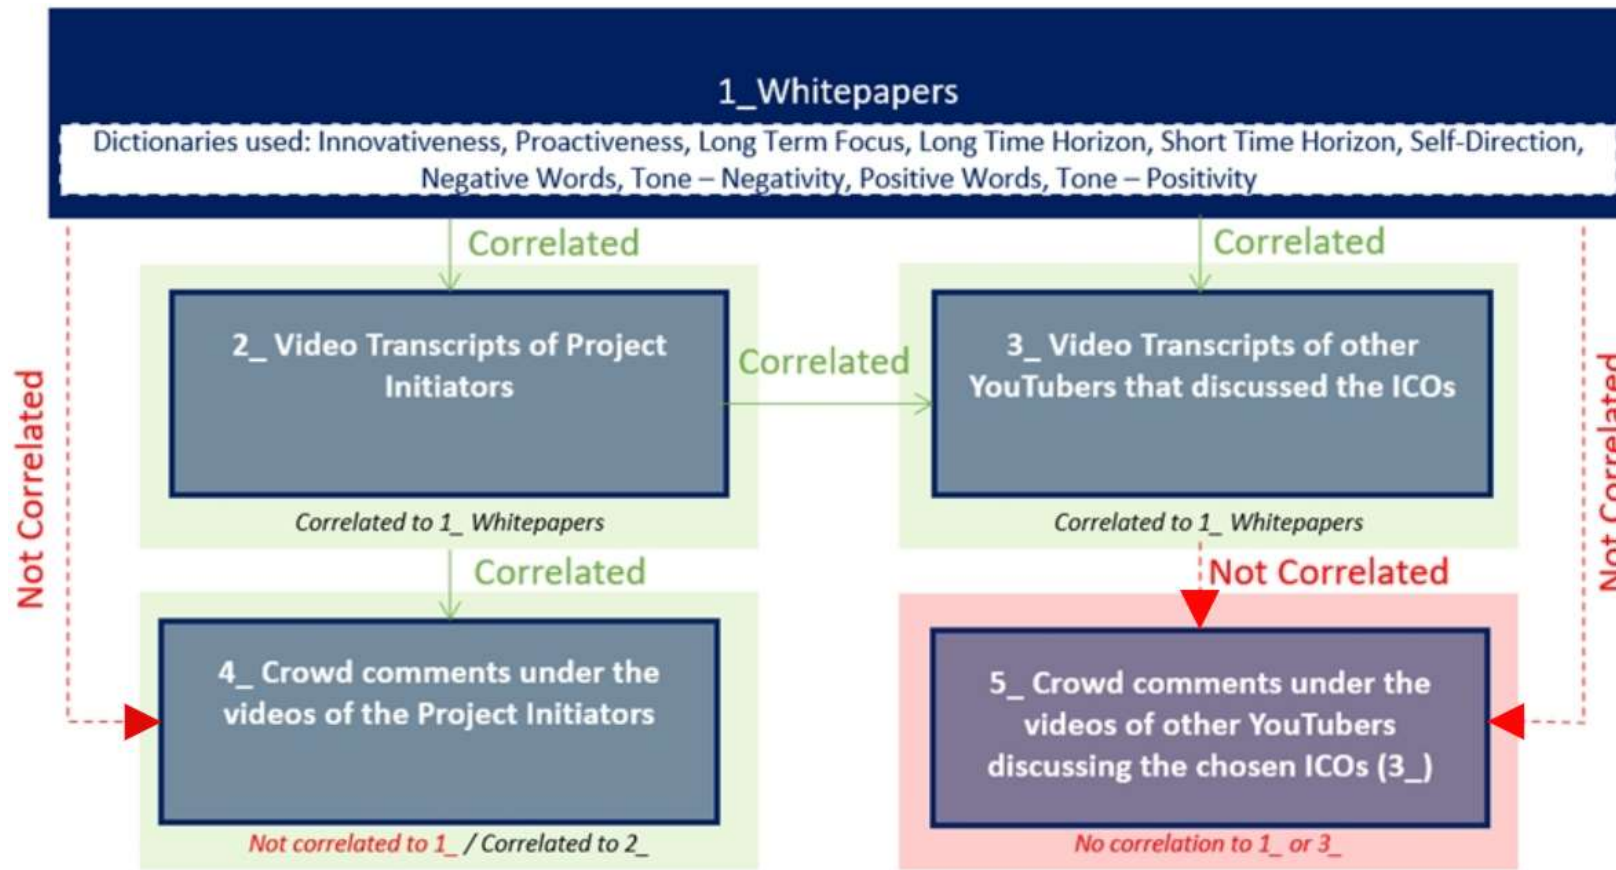 1_Whitepapers
Dictionaries used: Innovativeness, Proactiveness, Long Term Focus, Long Time Horizon, Short Time Horizon, Self-Direction,
Negative Words, Tone – Negativity, Positive Words, Tone – Positivity
Correlated
Correlated
2_ Video Transcripts of Project
Initiators
Correlated
3_ Video Transcripts of other
YouTubers that discussed the ICOs
Not Correlated
Not Correlated
Correlated to 1_ Whitepapers
Correlated to 1_ Whitepapers
Correlated
Not Correlated
4_ Crowd comments under the
videos of the Project Initiators
5_ Crowd comments under the
videos of other YouTubers
discussing the chosen ICOs (3_)
Not correlated to 1_ / Correlated to 2_
No correlation to 1_ or 3_